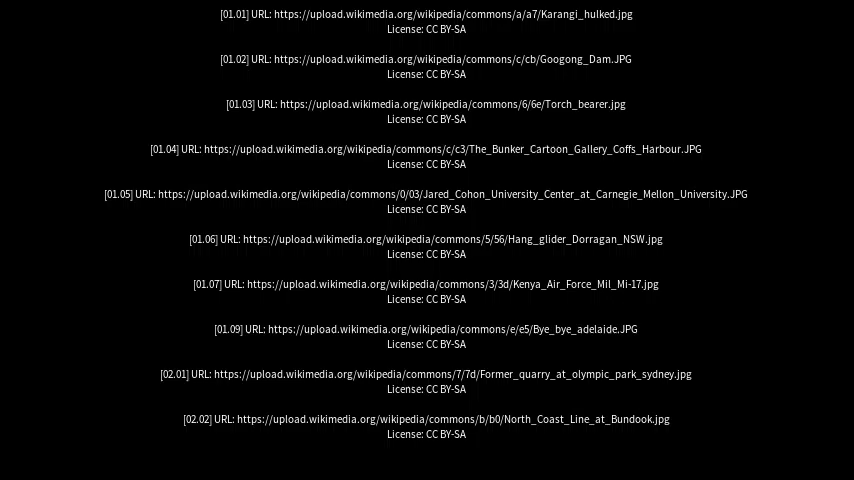 [01.01] URL: https://upload.wikimedia.org/wikipedia/commons/a/a7/Karangi_hulked.jpg
License: CC BY-SA
[01.02] URL: https://upload.wikimedia.org/wikipedia/commons/c/cb/Googong_Dam.JPG
License: CC BY-SA
[01.03] URL: https://upload.wikimedia.org/wikipedia/commons/6/6e/Torch_bearer.jpg
License: CC BY-SA
[01.04] URL: https://upload.wikimedia.org/wikipedia/commons/c/c3/The_Bunker_Cartoon_Gallery_Coffs_Harbour.JPG
License: CC BY-SA
[01.05] URL: https://upload.wikimedia.org/wikipedia/commons/0/03/Jared_Cohon_University_Center_at_Carnegie_Mellon_University.JPG
License: CC BY-SA
[01.06] URL: https://upload.wikimedia.org/wikipedia/commons/5/56/Hang_glider_Dorragan_NSW.jpg
License: CC BY-SA
[01.07] URL: https://upload.wikimedia.org/wikipedia/commons/3/3d/Kenya_Air_Force_Mil_Mi-17.jpg
License: CC BY-SA
[01.09] URL: https://upload.wikimedia.org/wikipedia/commons/e/e5/Bye_bye_adelaide.JPG
License: CC BY-SA
[02.01] URL: https://upload.wikimedia.org/wikipedia/commons/7/7d/Former_quarry_at_olympic_park_sydney.jpg
License: CC BY-SA
[02.02] URL: https://upload.wikimedia.org/wikipedia/commons/b/b0/North_Coast_Line_at_Bundook.jpg
License: CC BY-SA